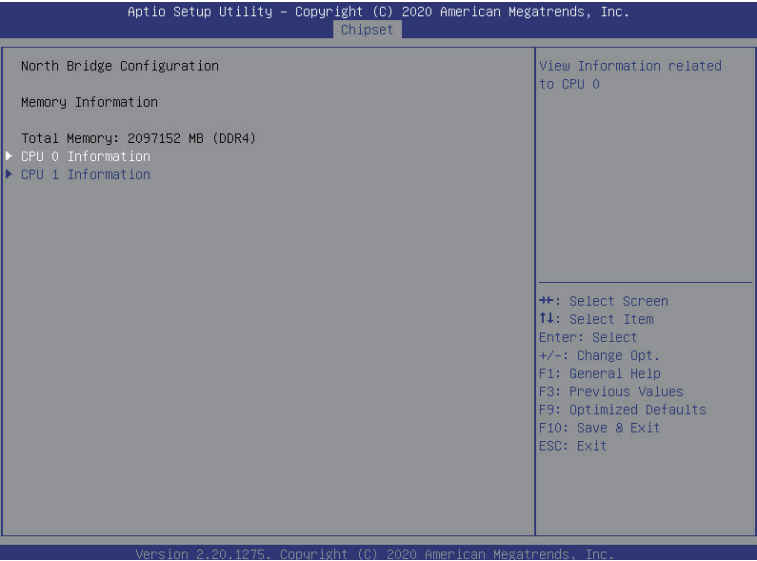 Aptio Setup Utility – Copyright (C) 2020 American Megatrends, Inc.
Chipset
North Bridge Configuration
Memory Information
Total Memory: 2097152 MB (DDR4)
CPU 0 Information
CPU 1 Information
View Information related
to CPU 0
→←: Select Screen
↑↓: Select Item
Enter: Select
+/-: Change Opt.
F1: General Help
F3: Previous Values
F9: Optimized Defaults
F10: Save & Exit
ESC: Exit
Version 2.20.1275. Copyright (C) 2020 American Megatrends, Inc.